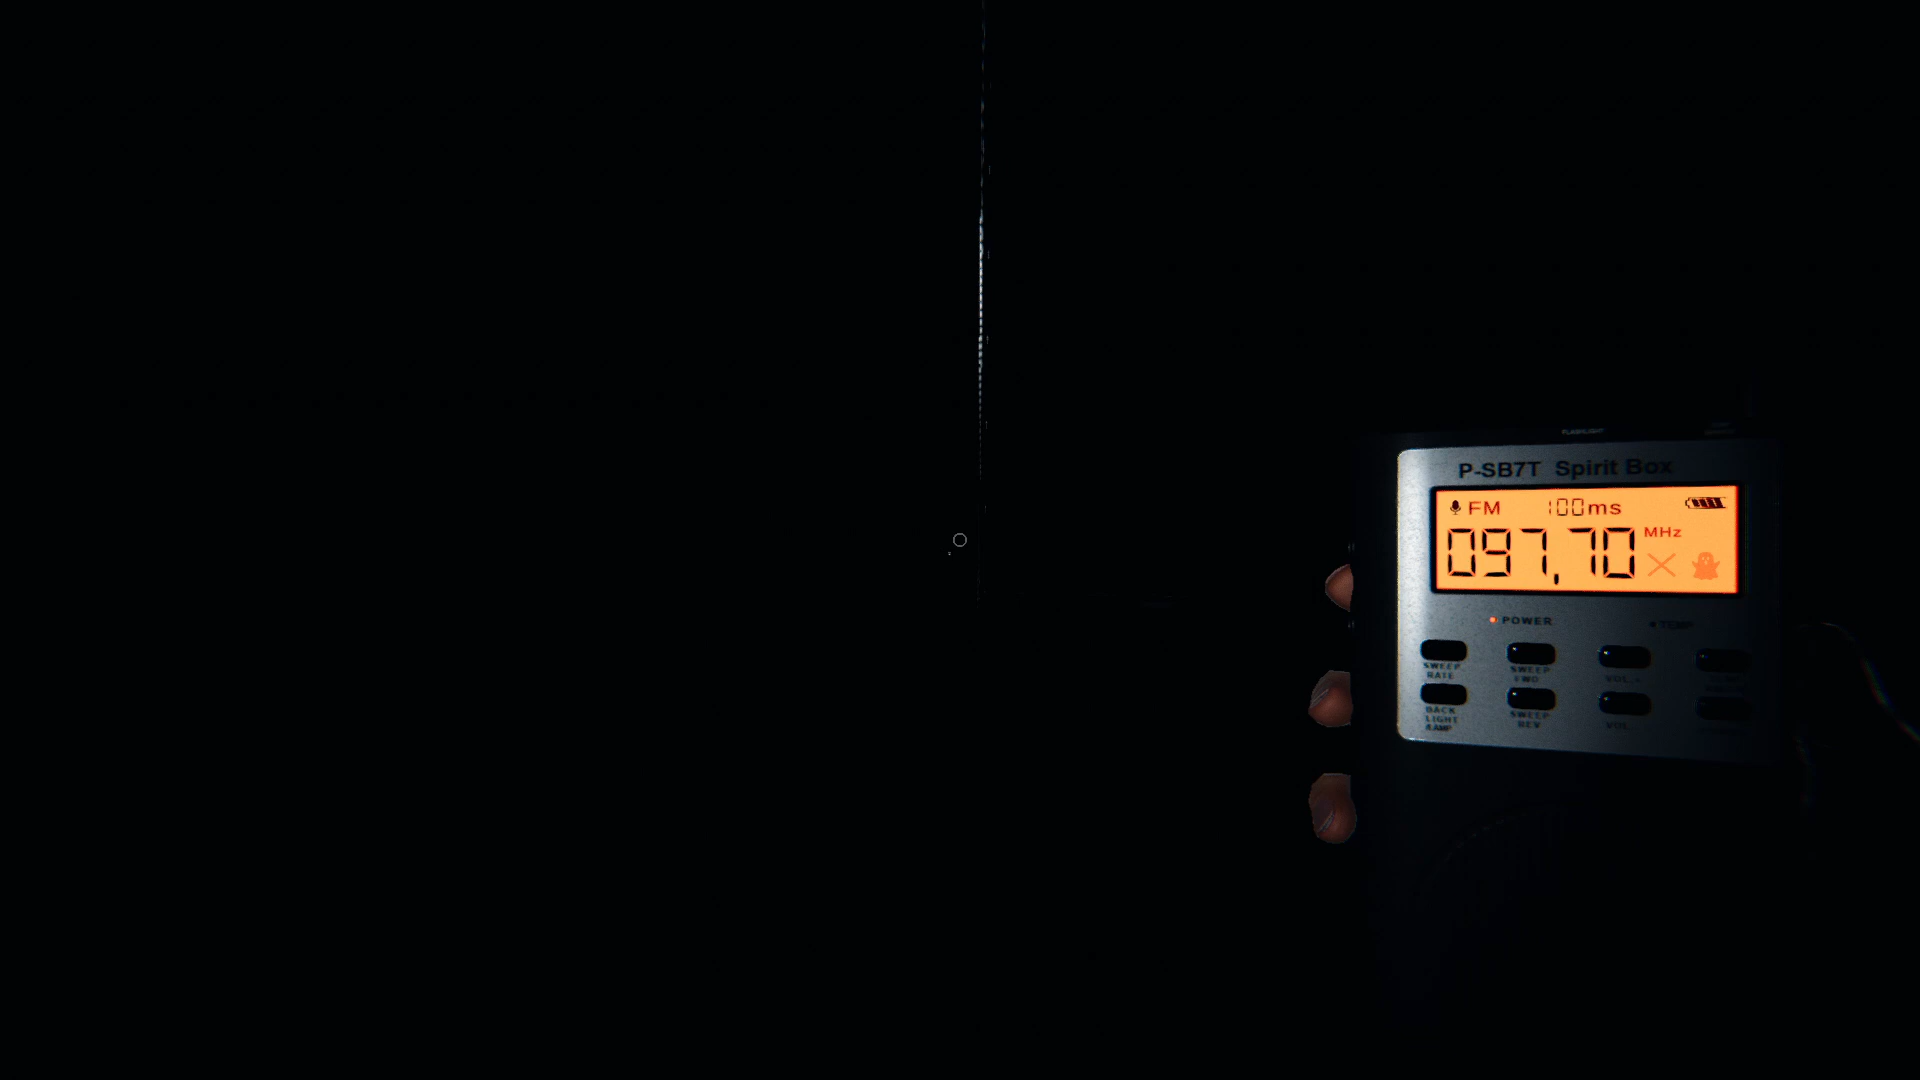 P-SB7T Spirit Box
FM 100ms
097.70 MHz
POWER
TEMP
SWEEP RATE
SWEEP FWD
VOL +
BACK LIGHT LAMP
SWEEP REV
VOL